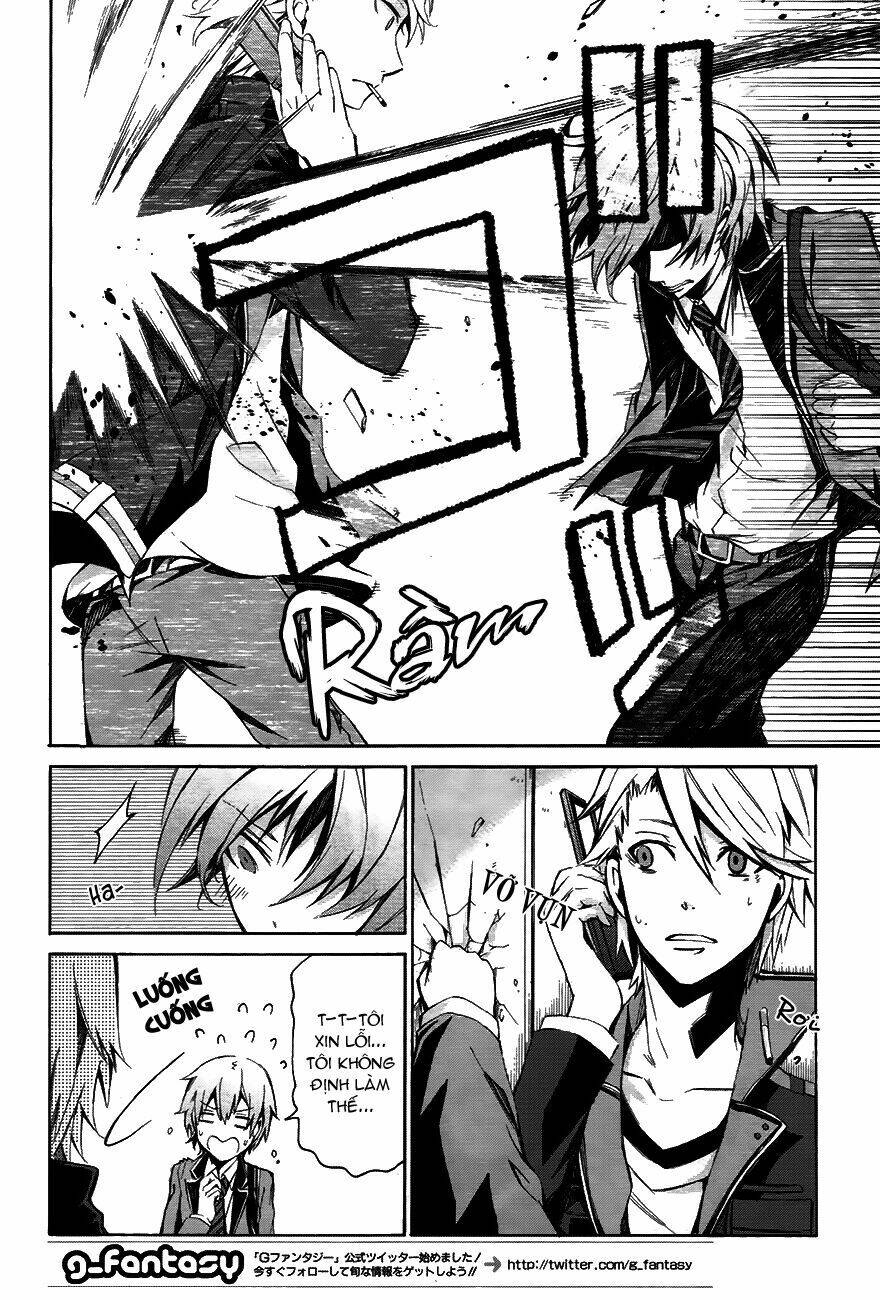 Rầm
VỠ VỤN
Rơi
Ha-
LUỐNG
CUỐNG
T-T-TÔI
XIN LỖI...
TÔI KHÔNG
ĐỊNH LÀM
THẾ...
g_fantasy
「Gファンタジー」公式ツイッター始めました!
今すぐフォローして旬な情報をゲットしよう!!
→ http://twitter.com/g_fantasy